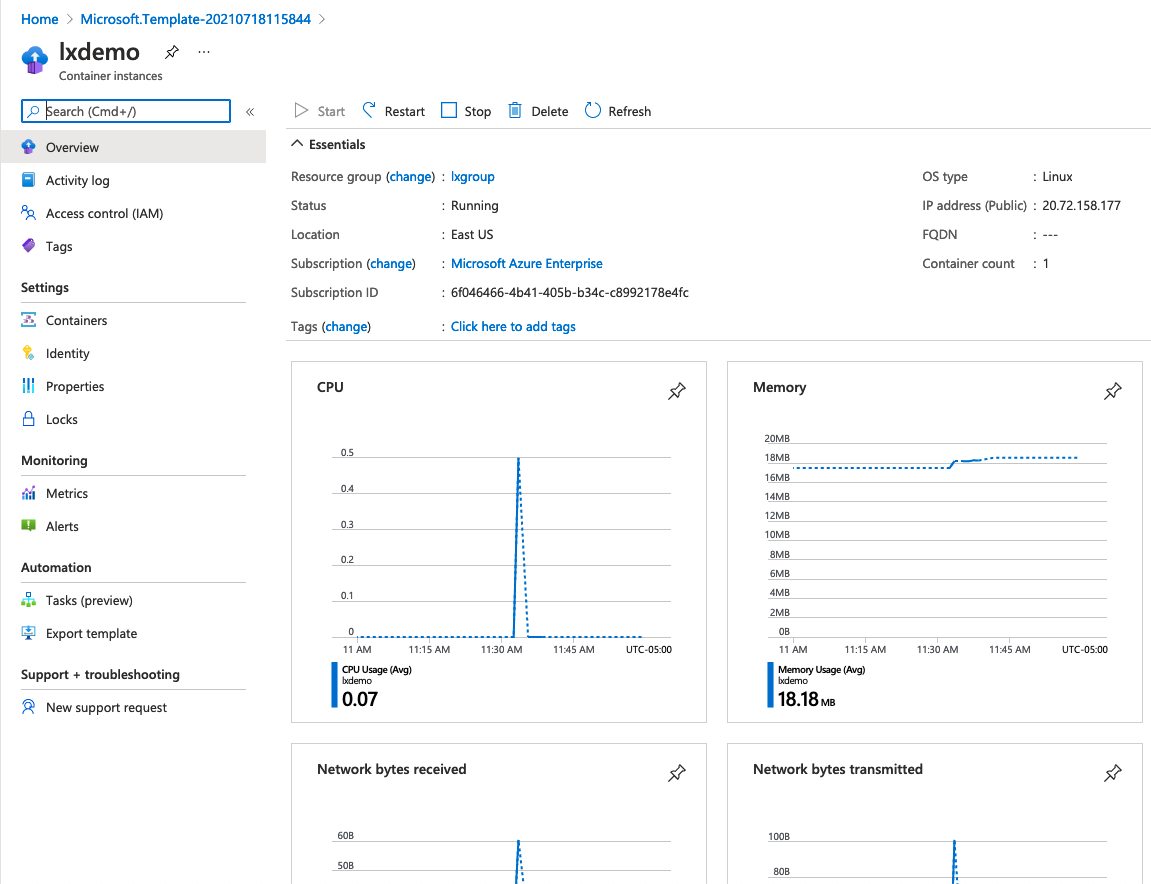 Home > Microsoft.Template-20210718115844 >
lxdemo ...
Container instances
Search (Cmd+/)
«
Overview
Activity log
Access control (IAM)
Tags
Settings
Containers
Identity
Properties
Locks
Monitoring
Metrics
Alerts
Automation
Tasks (preview)
Export template
Support + troubleshooting
New support request
Start Restart Stop Delete Refresh
Essentials
Resource group (change) : lxgroup
Status : Running
Location : East US
Subscription (change) : Microsoft Azure Enterprise
Subscription ID : 6f046466-4b41-405b-b34c-c8992178e4fc
Tags (change) : Click here to add tags
OS type : Linux
IP address (Public) : 20.72.158.177
FQDN : ---
Container count : 1
CPU
0.5
0.4
0.3
0.2
0.1
0
11 AM 11:15 AM 11:30 AM 11:45 AM UTC-05:00
CPU Usage (Avg)
lxdemo
0.07
Memory
20MB
18MB
16MB
14MB
12MB
10MB
8MB
6MB
4MB
2MB
0B
11 AM 11:15 AM 11:30 AM 11:45 AM UTC-05:00
Memory Usage (Avg)
lxdemo
18.18 MB
Network bytes received
60B
50B
Network bytes transmitted
100B
80B